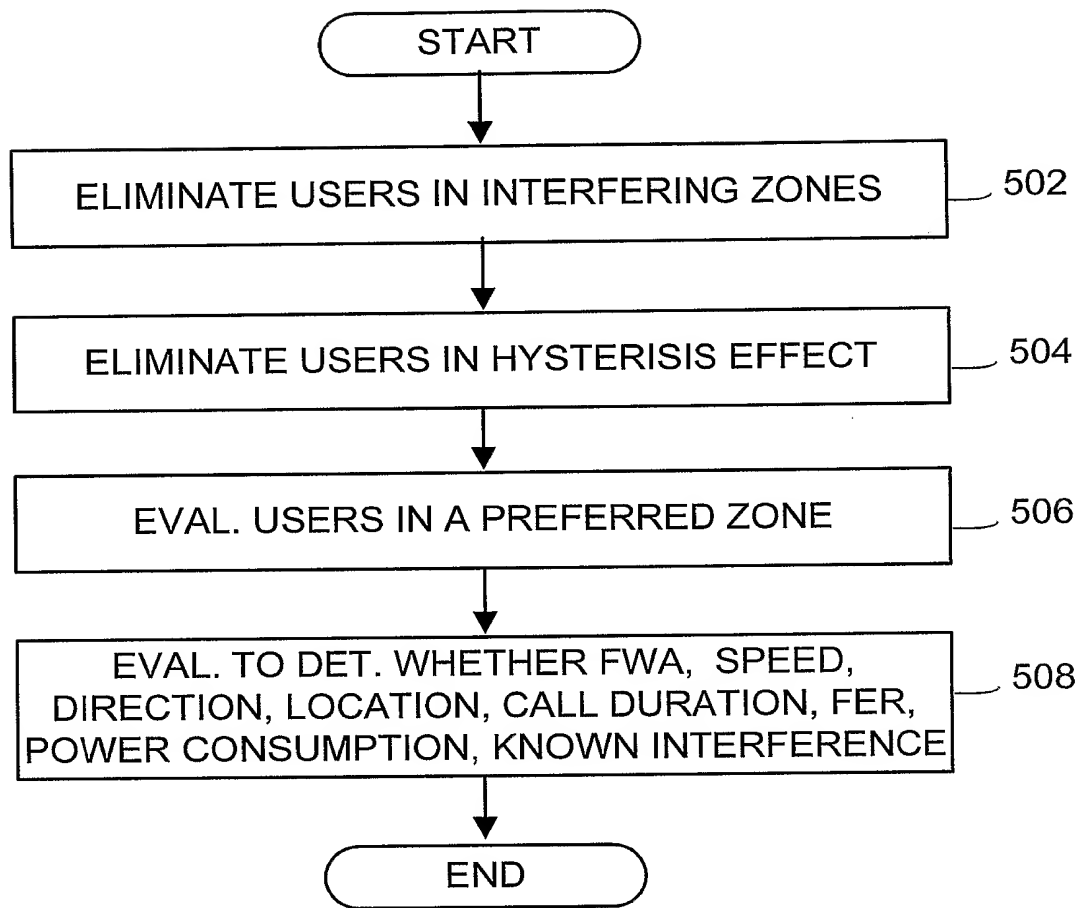 START
ELIMINATE USERS IN INTERFERING ZONES
502
ELIMINATE USERS IN HYSTERISIS EFFECT
504
EVAL. USERS IN A PREFERRED ZONE
506
EVAL. TO DET. WHETHER FWA, SPEED,
DIRECTION, LOCATION, CALL DURATION, FER,
POWER CONSUMPTION, KNOWN INTERFERENCE
508
END